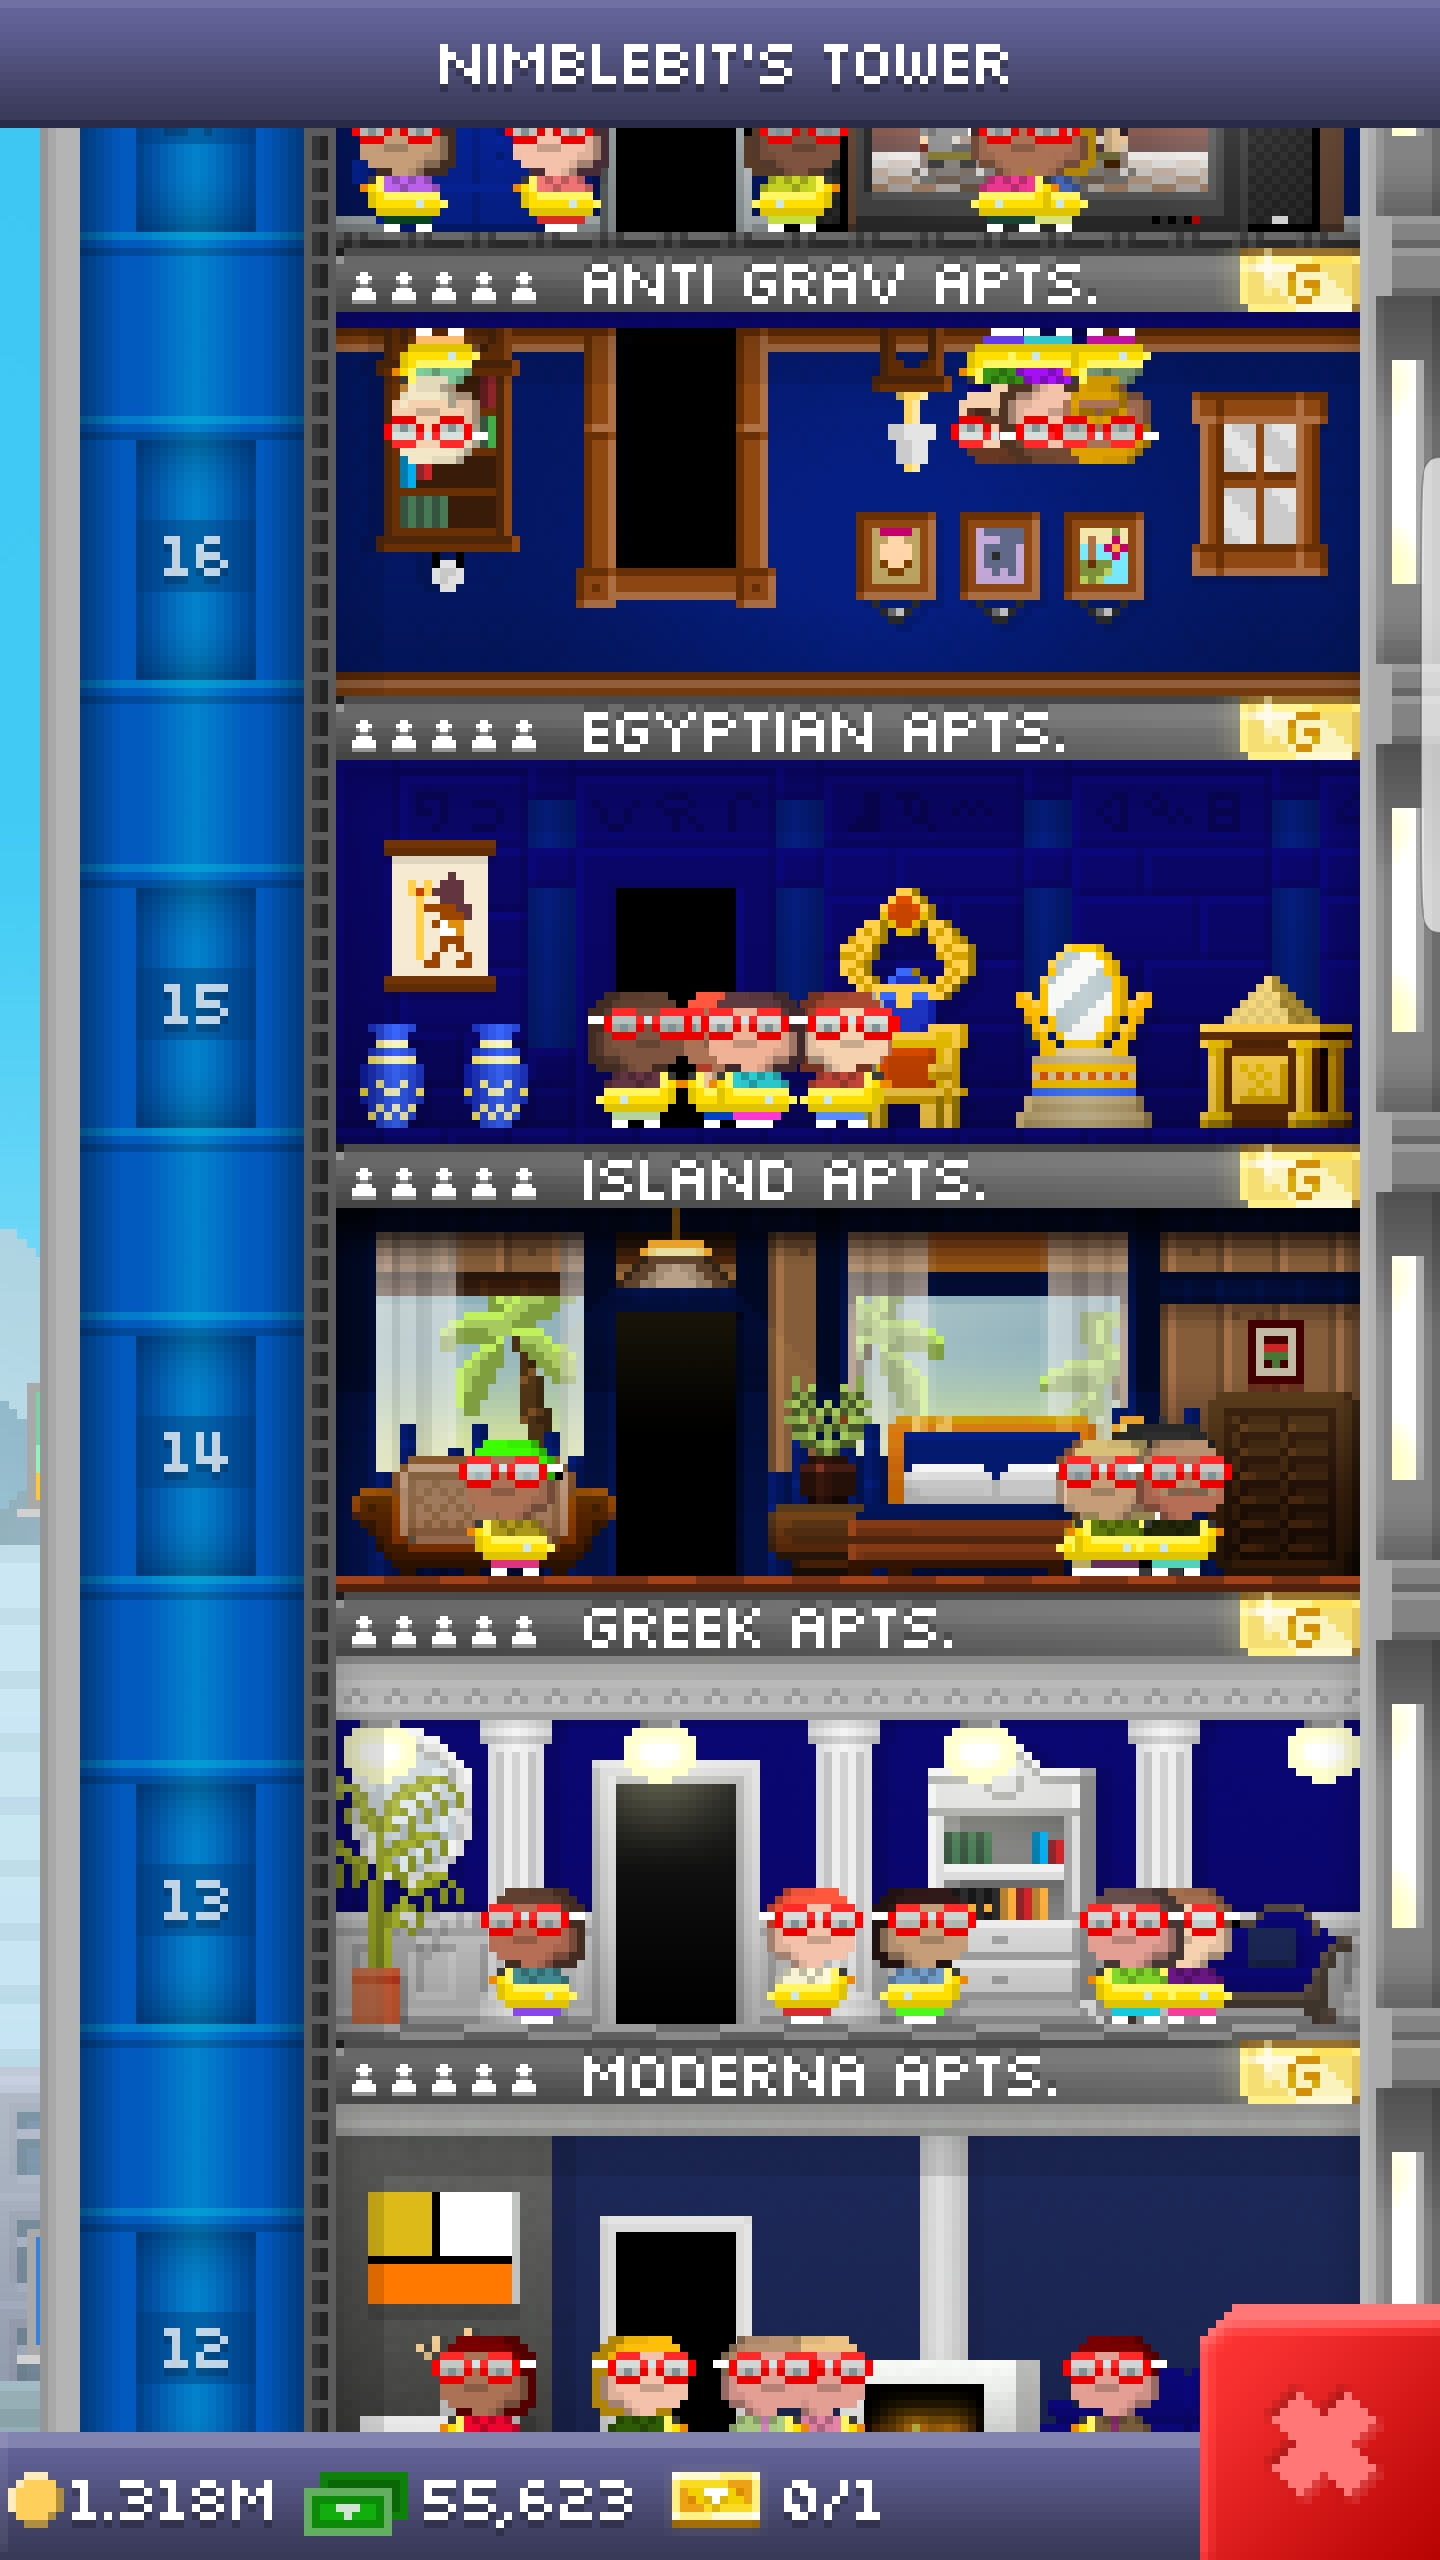 NIMBLEBIT'S TOWER
ANTI GRAV APTS. G
16
EGYPTIAN APTS. G
15
ISLAND APTS. G
14
GREEK APTS. G
13
MODERNA APTS. G
12
1.318M 55,623 0/1